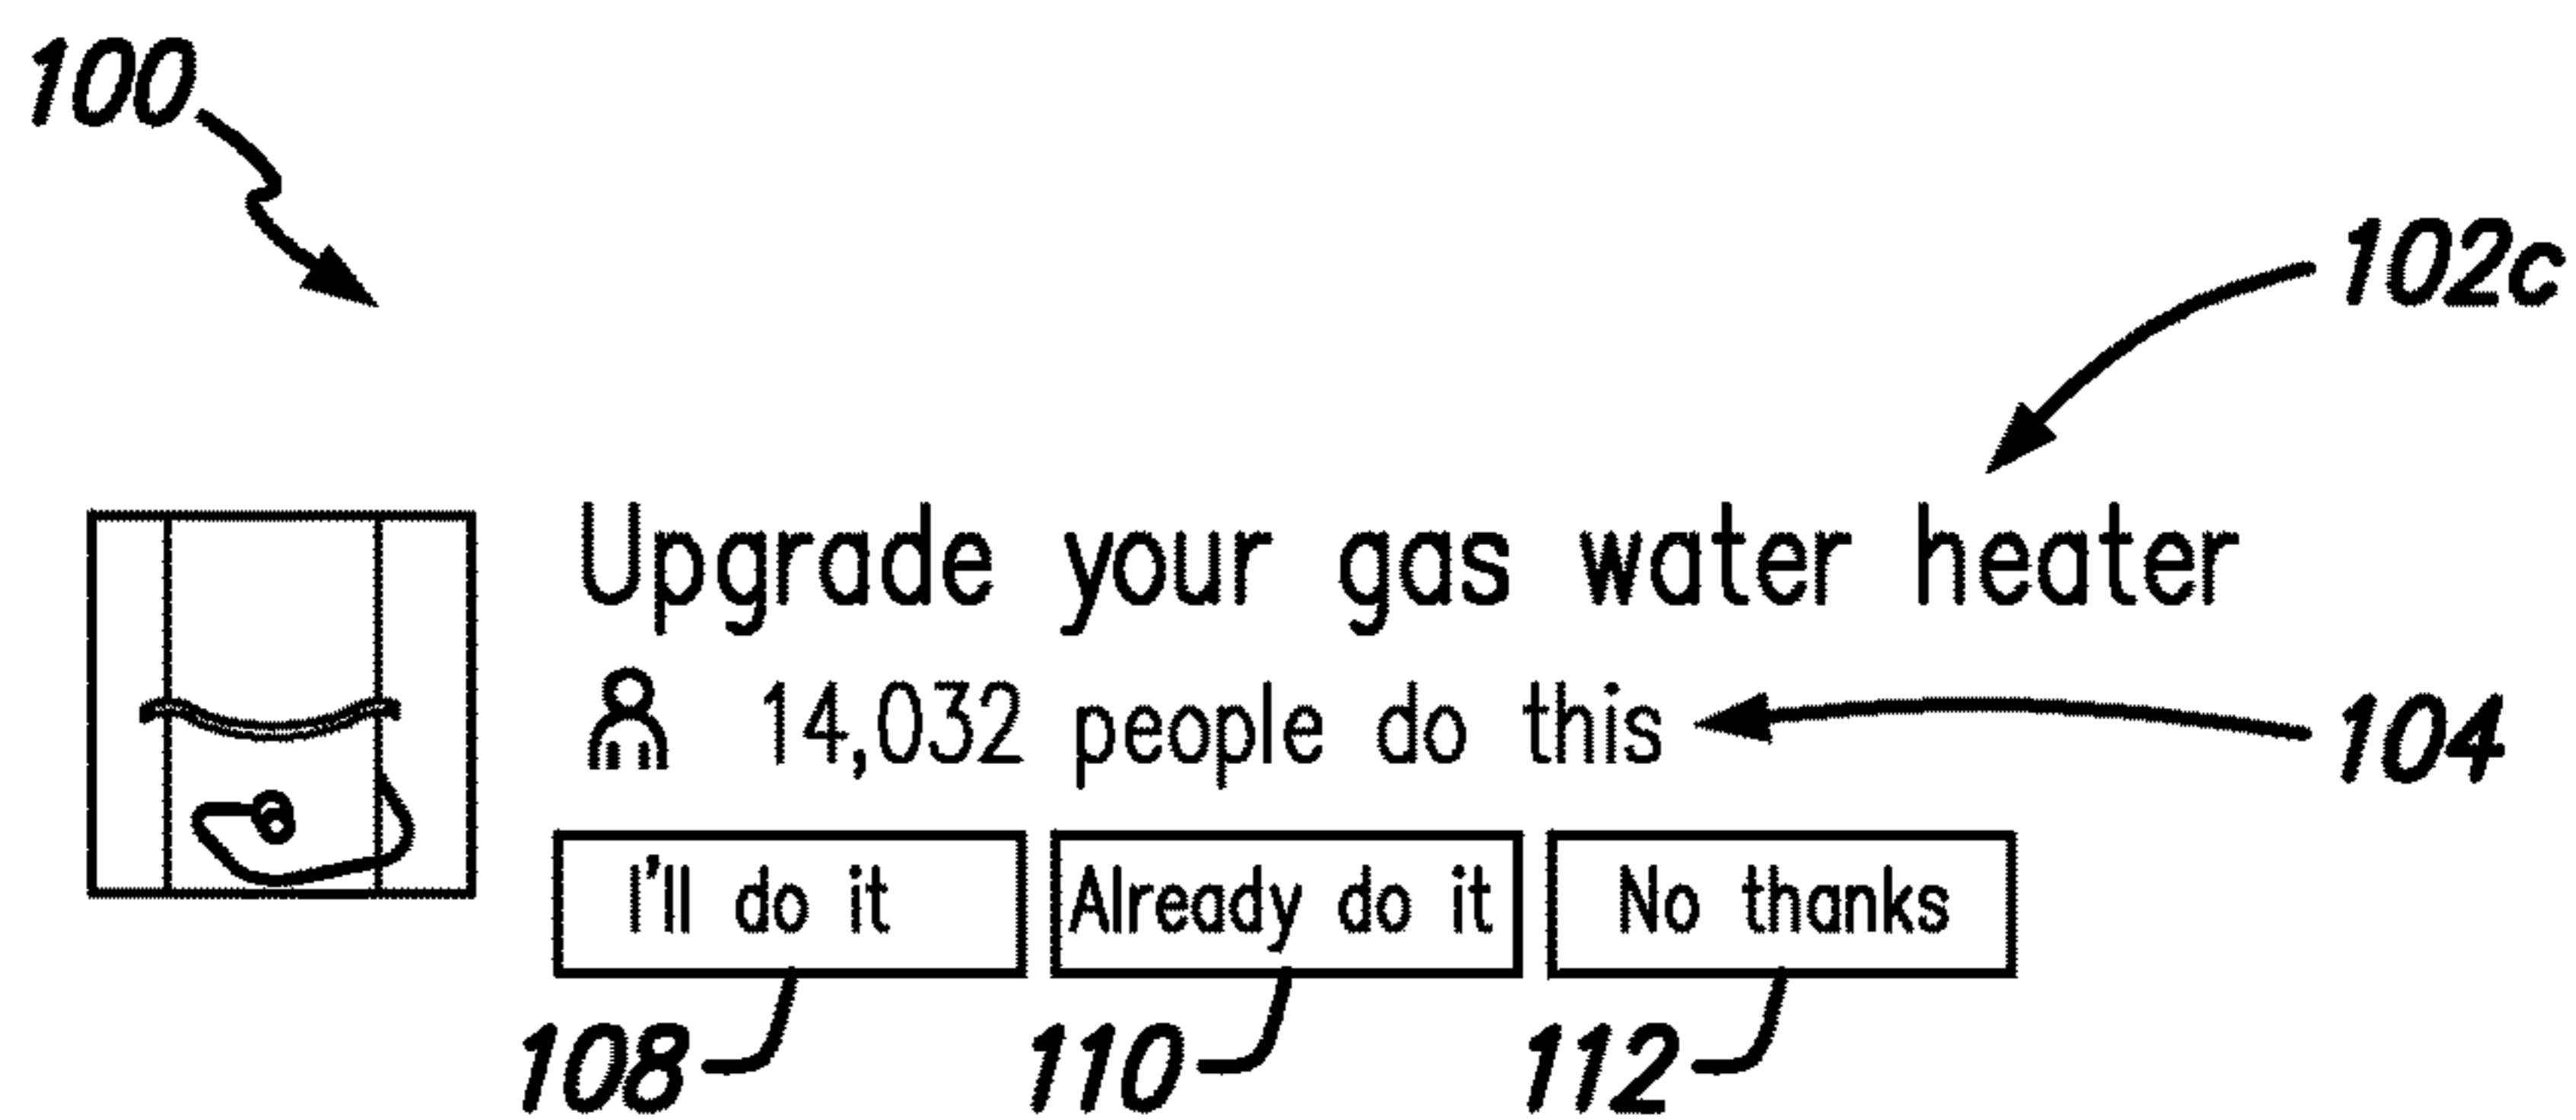 100
102c
Upgrade your gas water heater
14,032 people do this
104
I'll do it
Already do it
No thanks
108
110
112